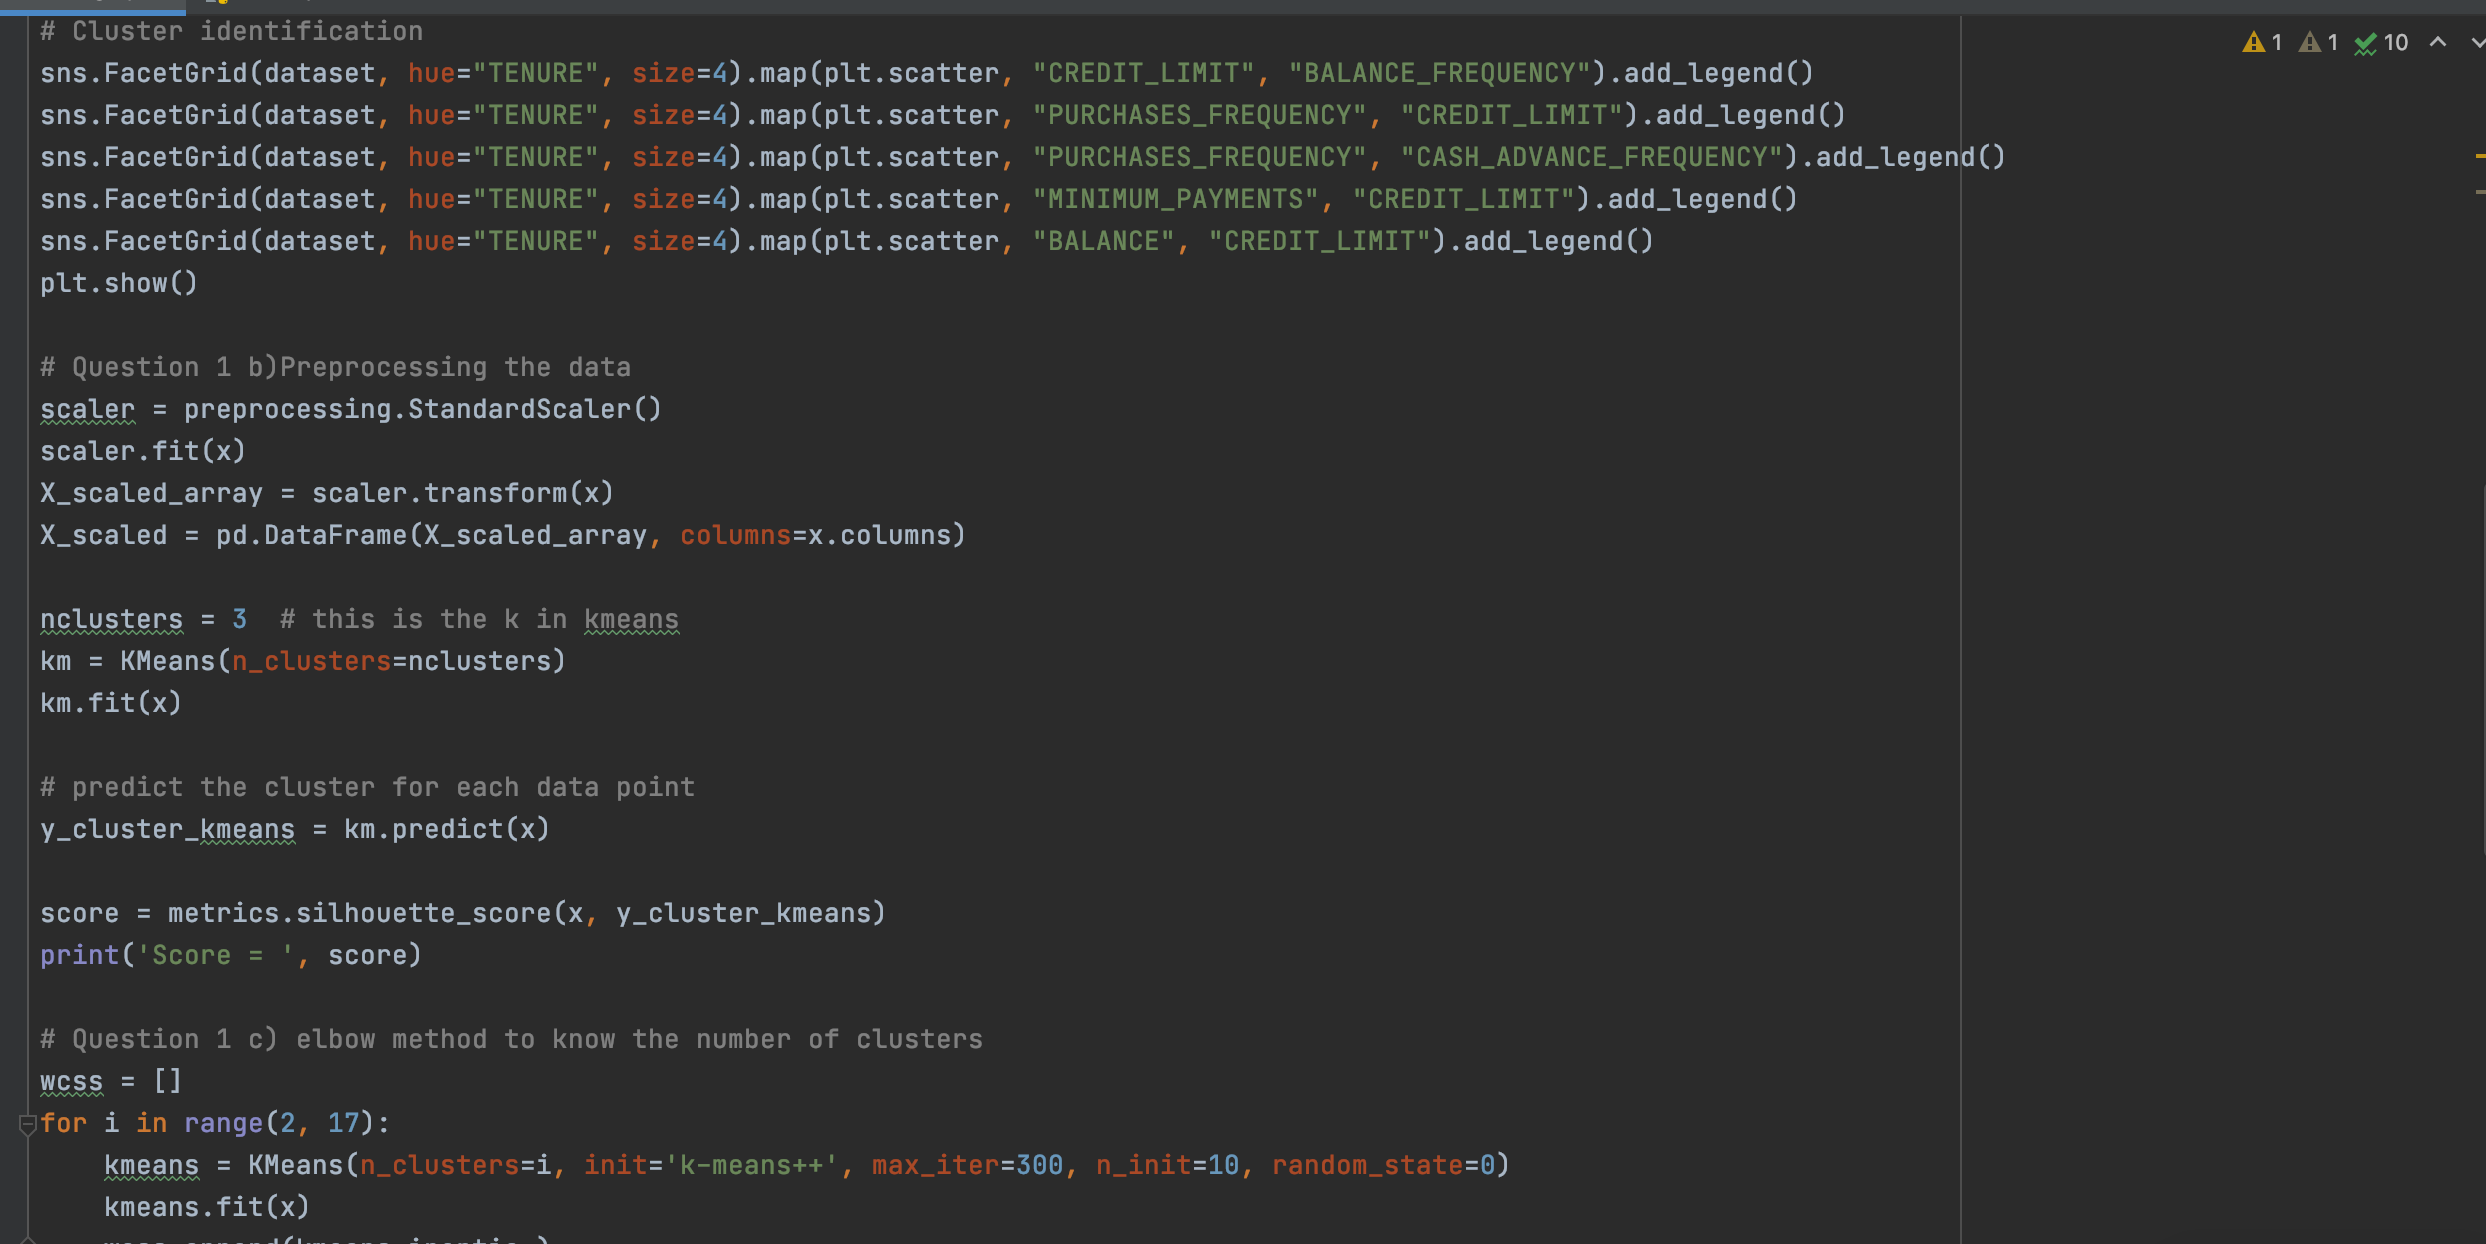 # Cluster identification
1 1 10
sns.FacetGrid(dataset, hue="TENURE", size=4).map(plt.scatter, "CREDIT_LIMIT", "BALANCE_FREQUENCY").add_legend()
sns.FacetGrid(dataset, hue="TENURE", size=4).map(plt.scatter, "PURCHASES_FREQUENCY", "CREDIT_LIMIT").add_legend()
sns.FacetGrid(dataset, hue="TENURE", size=4).map(plt.scatter, "PURCHASES_FREQUENCY", "CASH_ADVANCE_FREQUENCY").add_legend()
sns.FacetGrid(dataset, hue="TENURE", size=4).map(plt.scatter, "MINIMUM_PAYMENTS", "CREDIT_LIMIT").add_legend()
sns.FacetGrid(dataset, hue="TENURE", size=4).map(plt.scatter, "BALANCE", "CREDIT_LIMIT").add_legend()
plt.show()
# Question 1 b)Preprocessing the data
scaler = preprocessing.StandardScaler()
scaler.fit(x)
X_scaled_array = scaler.transform(x)
X_scaled = pd.DataFrame(X_scaled_array, columns=x.columns)
nclusters = 3  # this is the k in kmeans
km = KMeans(n_clusters=nclusters)
km.fit(x)
# predict the cluster for each data point
y_cluster_kmeans = km.predict(x)
score = metrics.silhouette_score(x, y_cluster_kmeans)
print('Score = ', score)
# Question 1 c) elbow method to know the number of clusters
wcss = []
for i in range(2, 17):
    kmeans = KMeans(n_clusters=i, init='k-means++', max_iter=300, n_init=10, random_state=0)
    kmeans.fit(x)